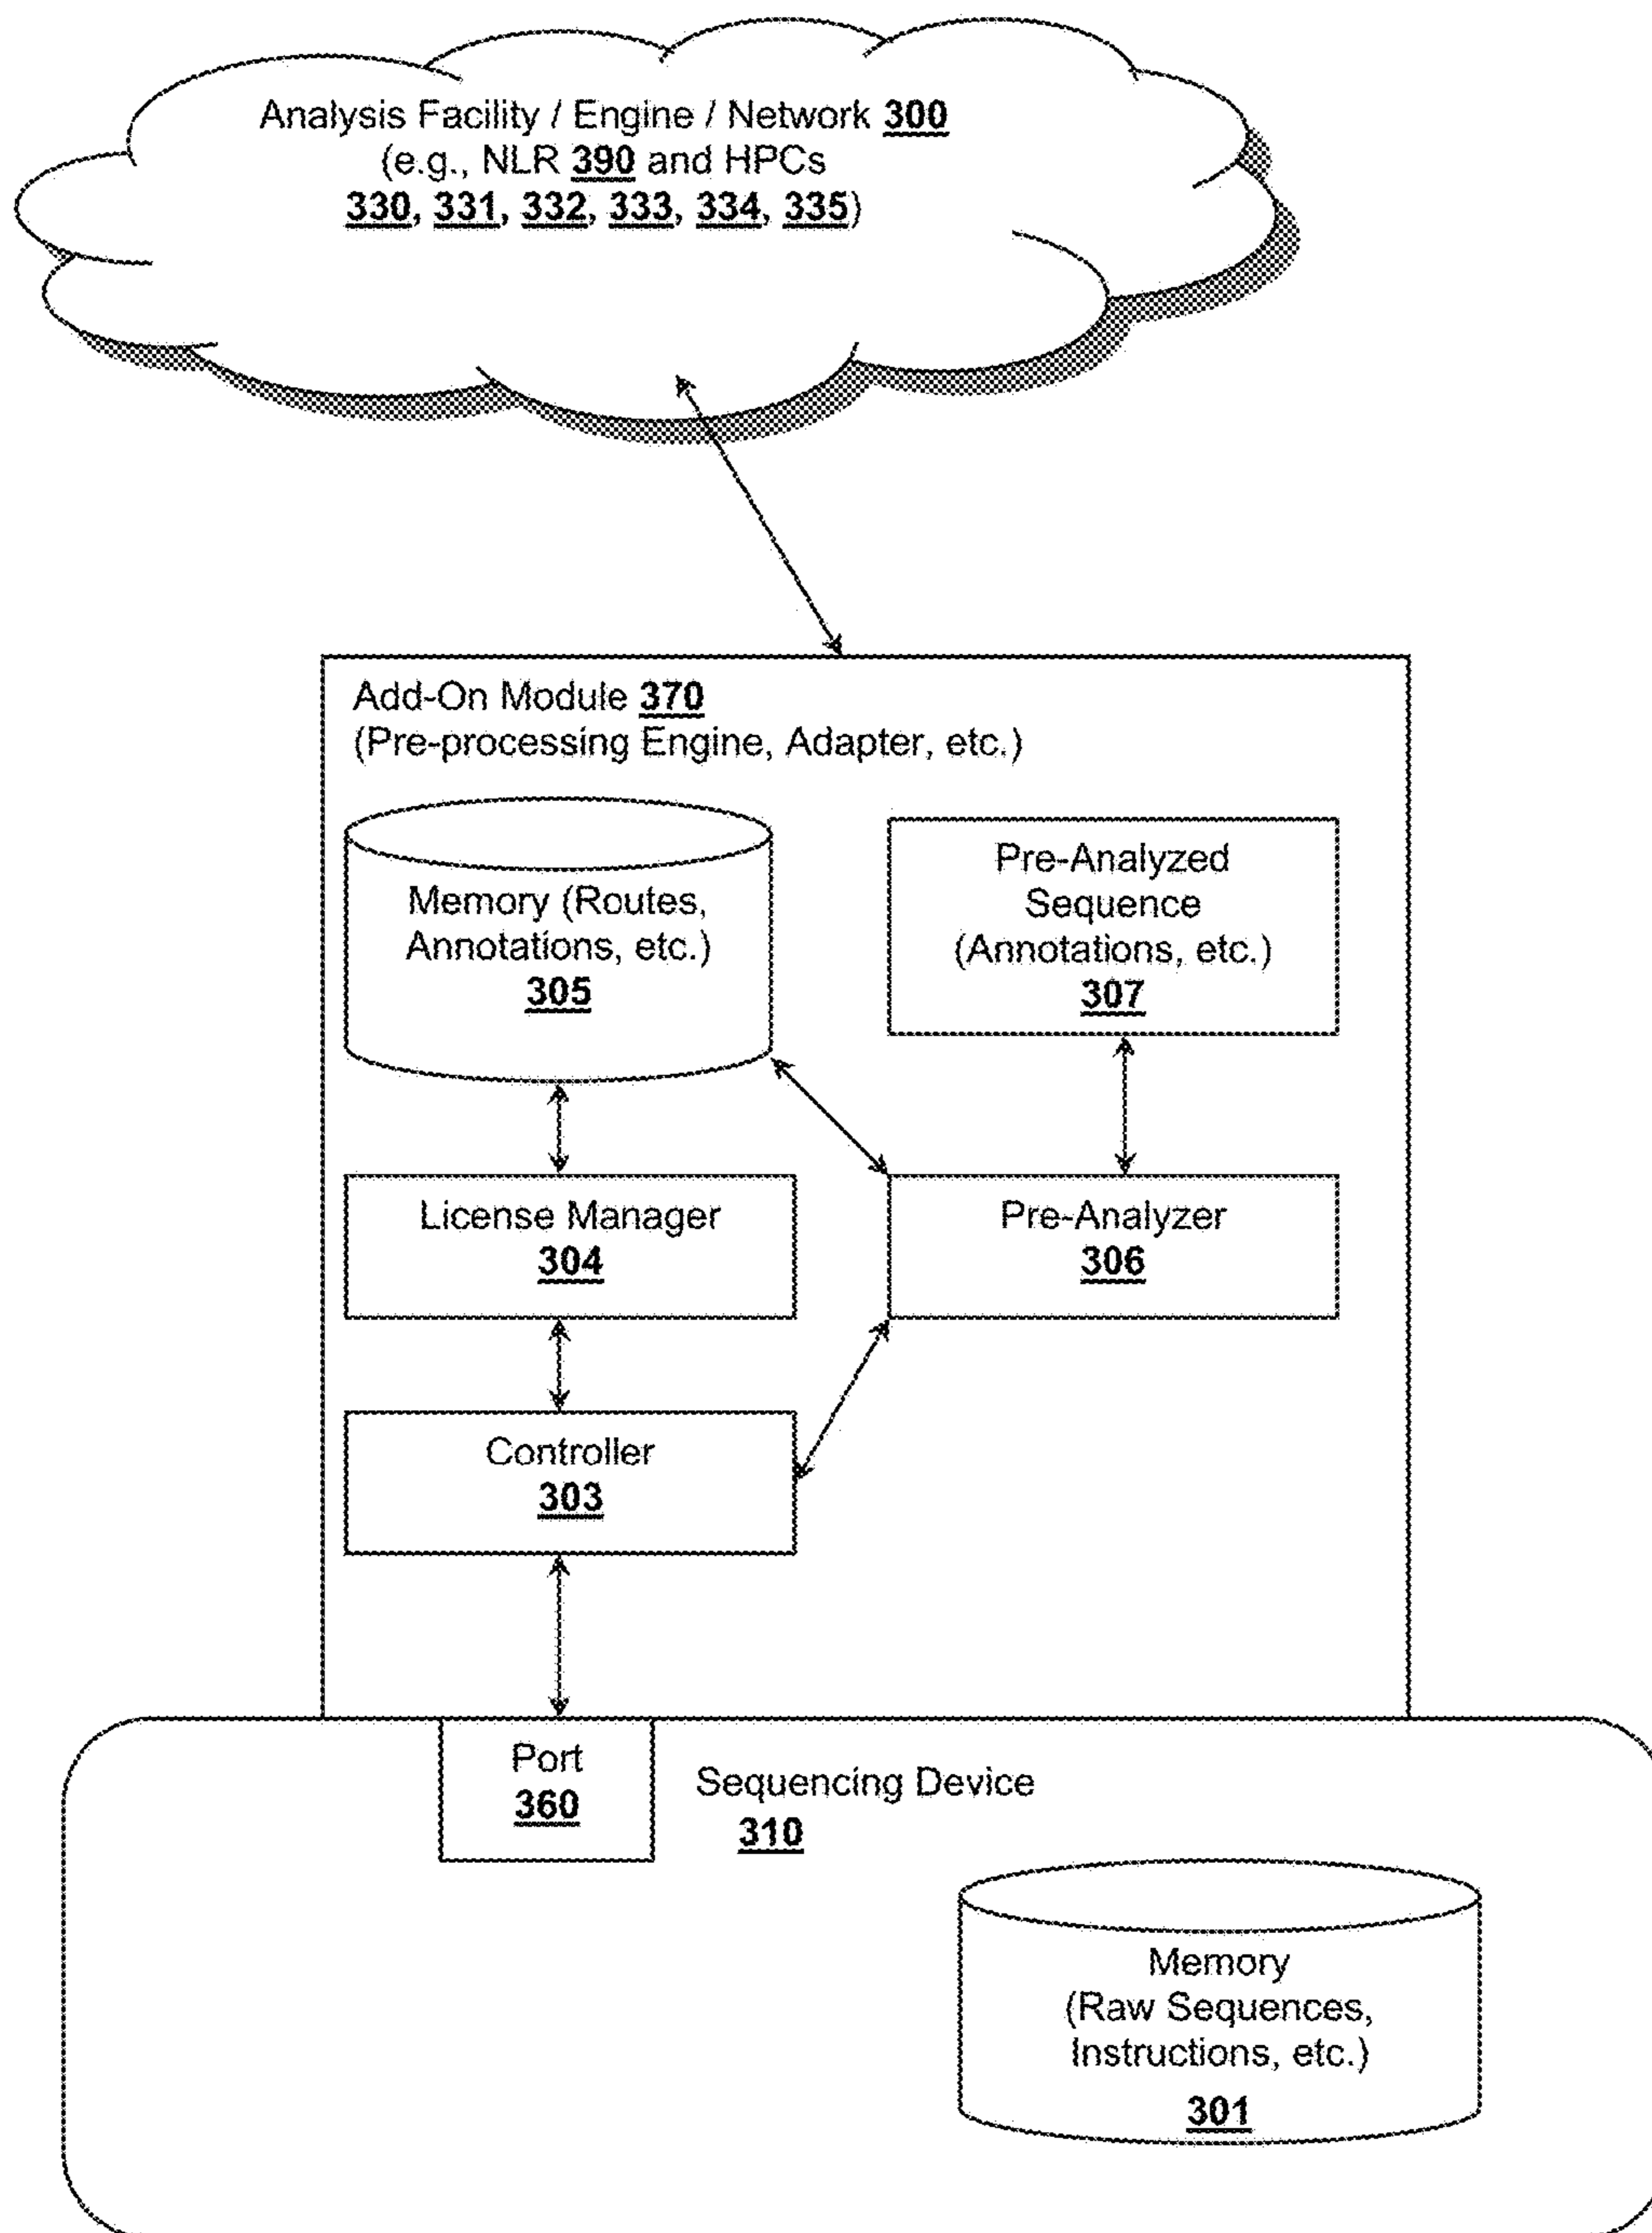 Analysis Facility / Engine / Network 300
(e.g., NLR 390 and HPCs
330, 331, 332, 333, 334, 335)
Add-On Module 370
(Pre-processing Engine, Adapter, etc.)
Memory (Routes,
Annotations, etc.)
305
Pre-Analyzed
Sequence
(Annotations, etc.)
307
License Manager
304
Pre-Analyzer
306
Controller
303
Port
360
Sequencing Device
310
Memory
(Raw Sequences,
Instructions, etc.)
301